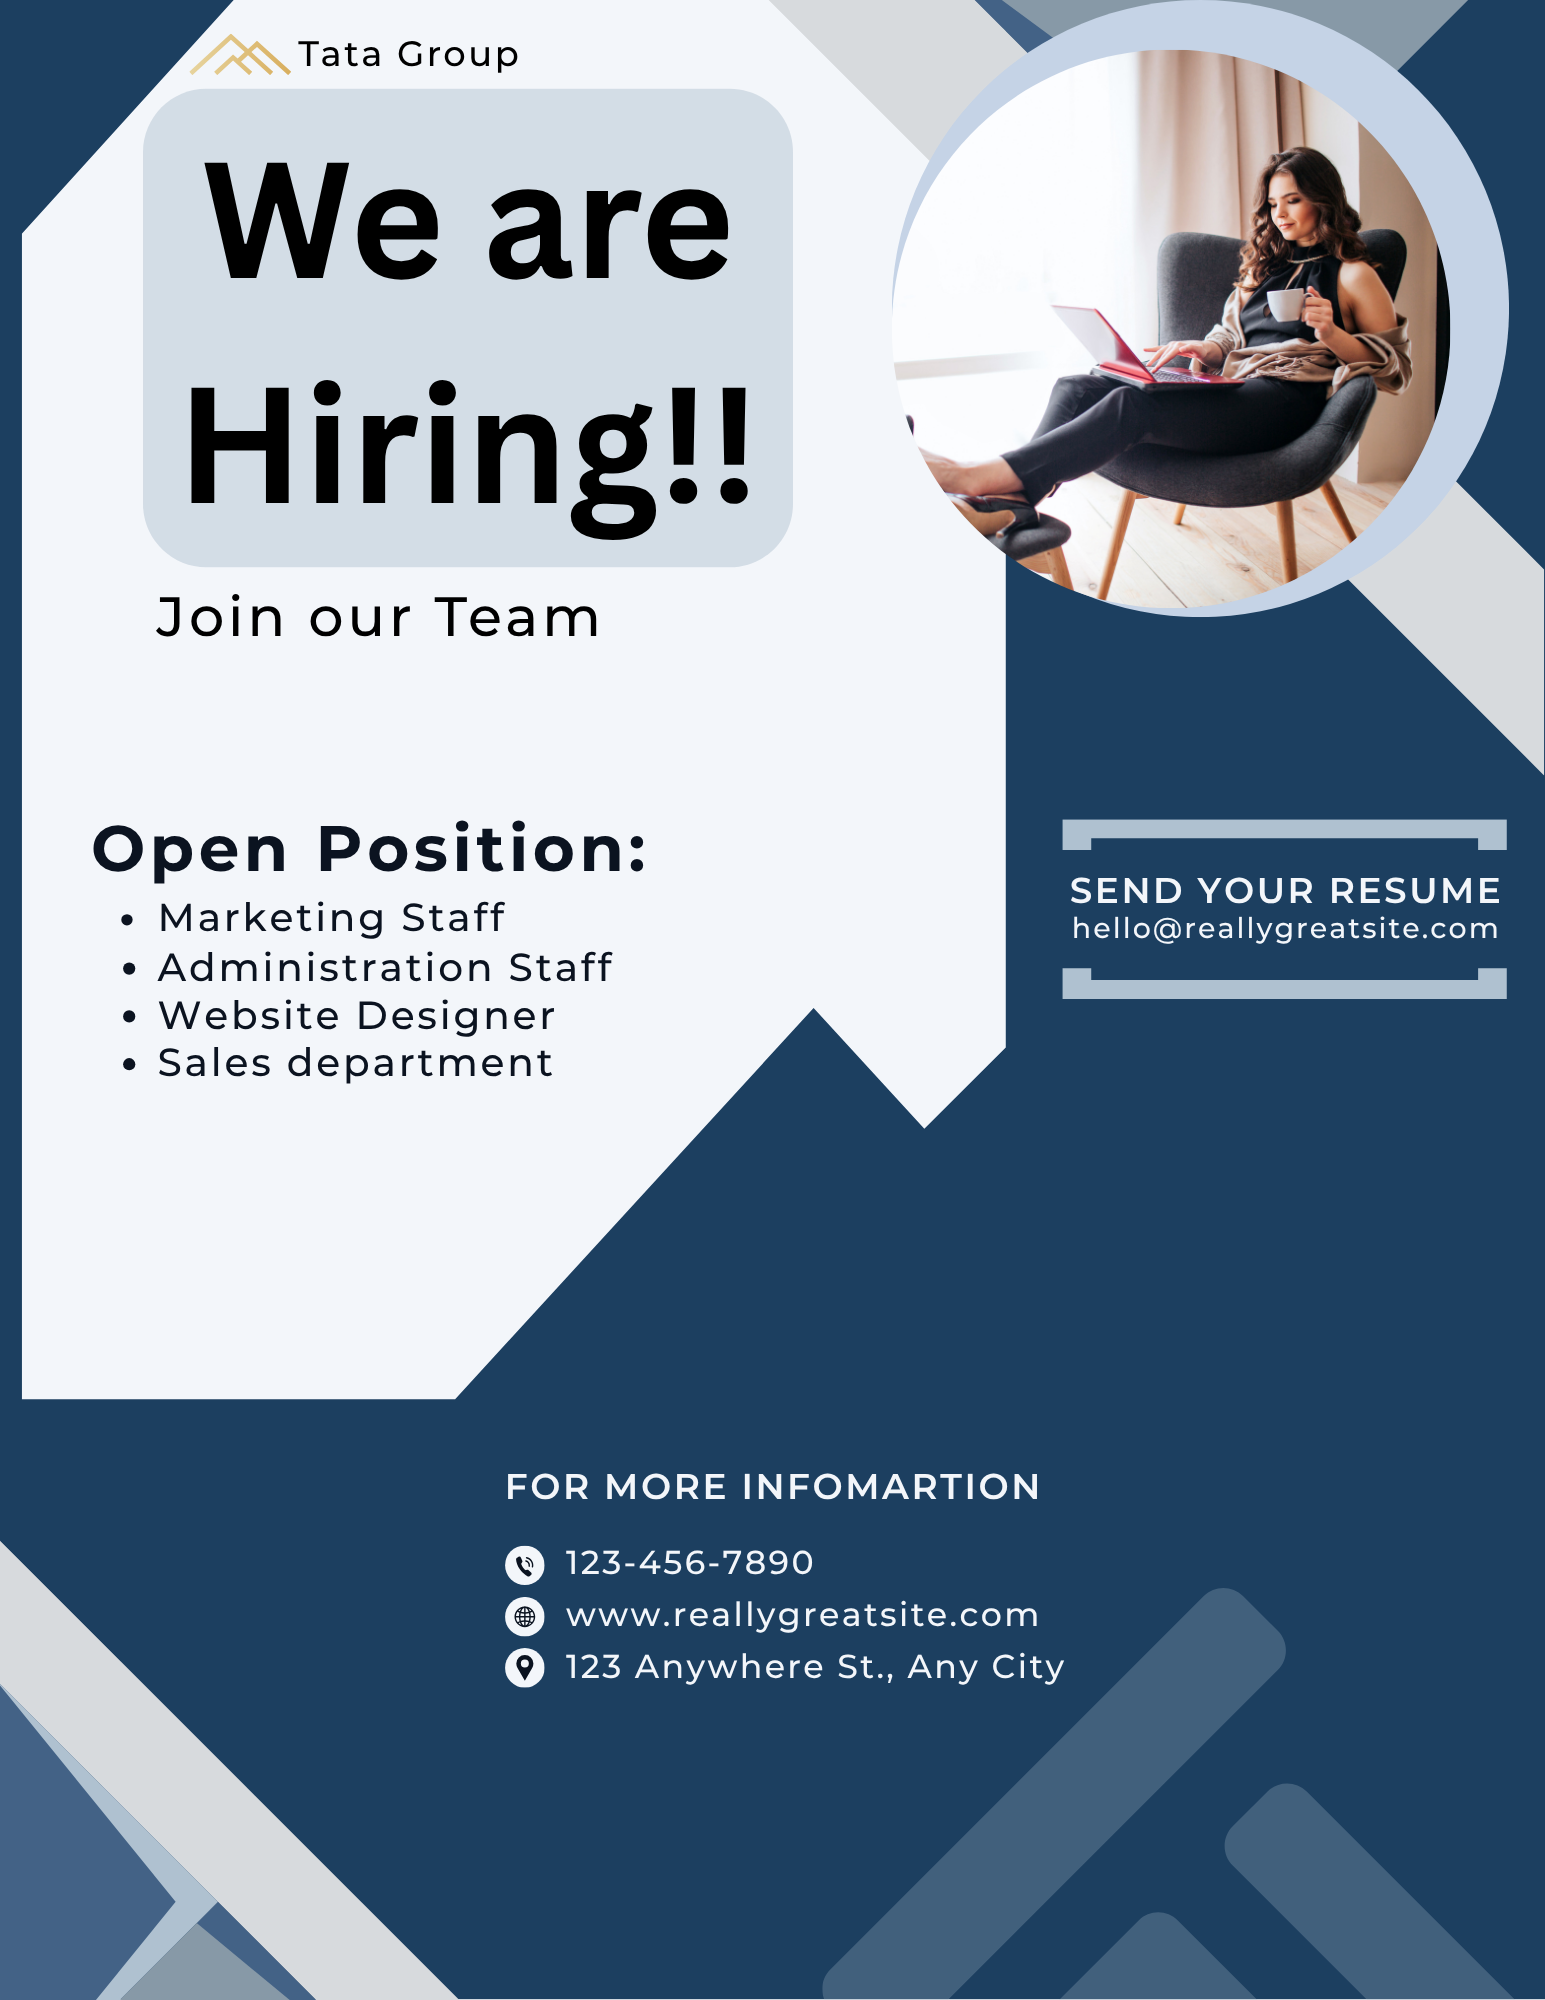 Tata Group
We are
Hiring!!
Join our Team
Open Position:
• Marketing Staff
• Administration Staff
• Website Designer
• Sales department
SEND YOUR RESUME
hello@reallygreatsite.com
FOR MORE INFOMARTION
123-456-7890
www.reallygreatsite.com
123 Anywhere St., Any City